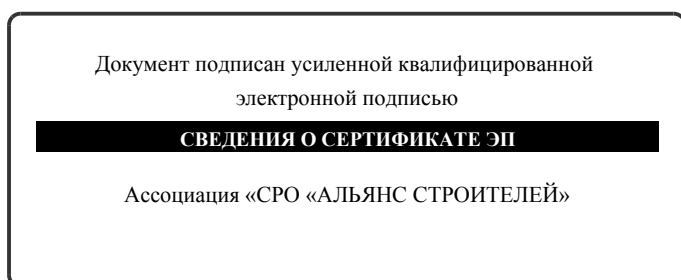 Документ подписан усиленной квалифицированной
электронной подписью
СВЕДЕНИЯ О СЕРТИФИКАТЕ ЭП
Ассоциация «СРО «АЛЬЯНС СТРОИТЕЛЕЙ»